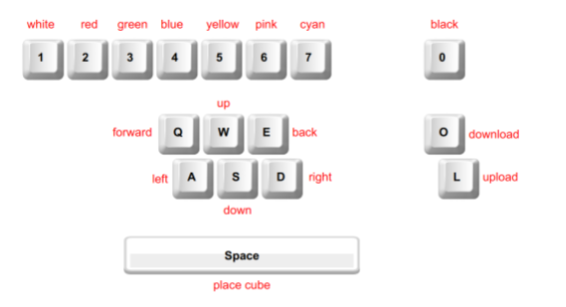 white red green blue yellow pink cyan black
1 2 3 4 5 6 7 0
up
forward Q W E back O download
left A S D right L upload
down
Space
place cube